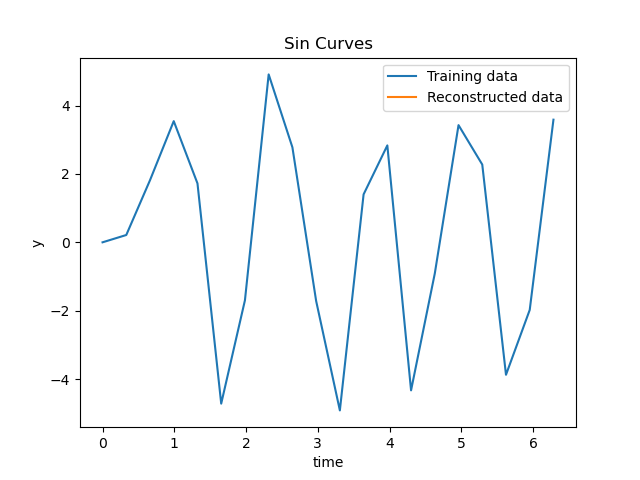 Sin Curves
Training data
Reconstructed data
4
2
0
−2
−4
y
0 1 2 3 4 5 6
time